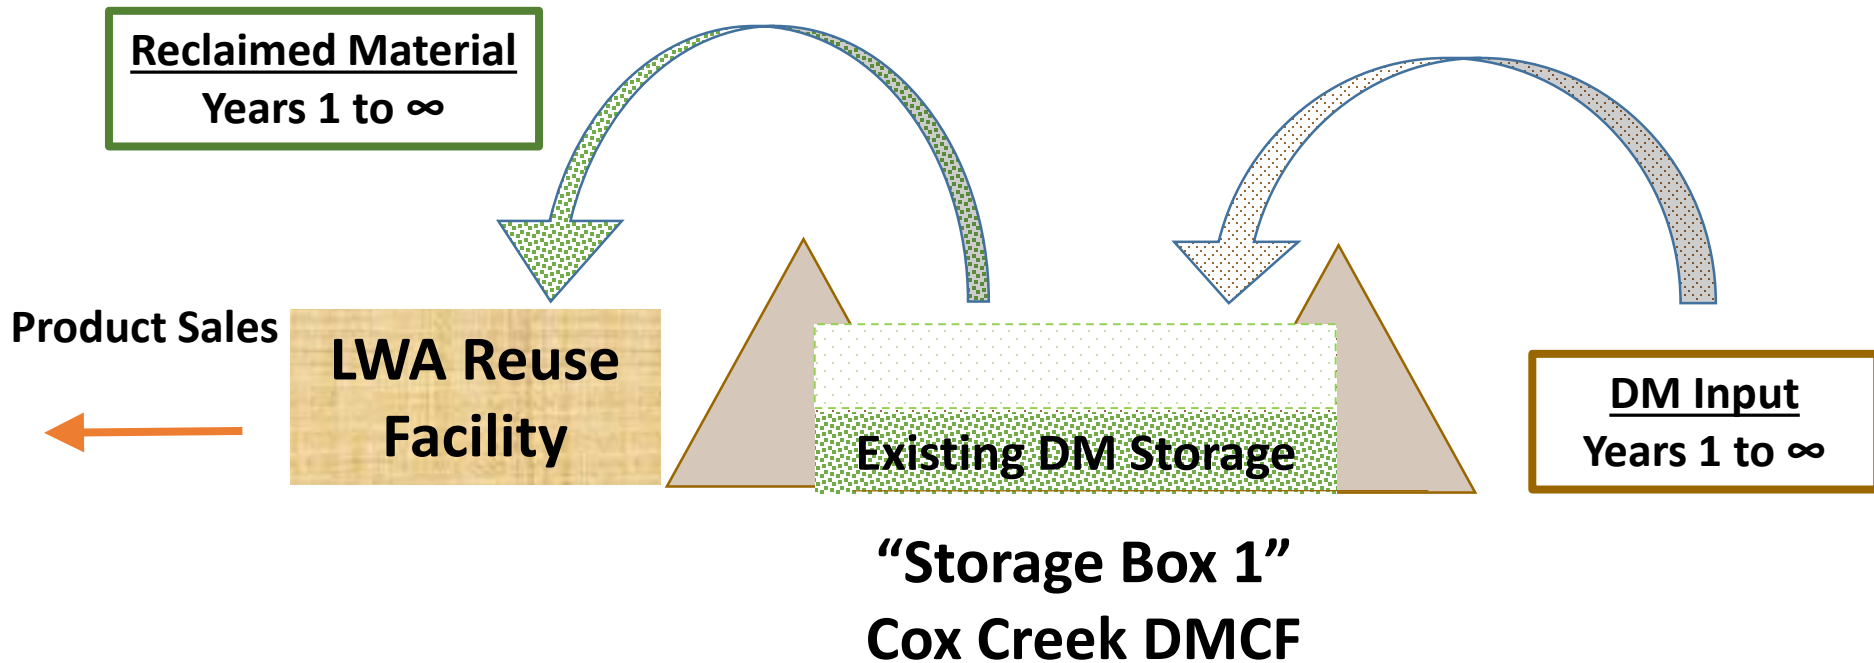 Reclaimed Material
Years 1 to ∞
Product Sales
LWA Reuse
Facility
Existing DM Storage
DM Input
Years 1 to ∞
“Storage Box 1”
Cox Creek DMCF